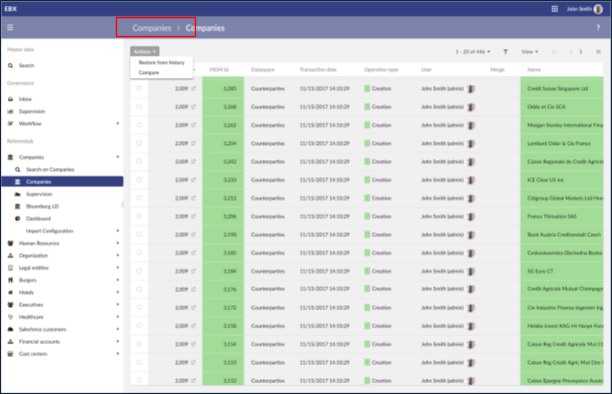 EBX
John Smith
Companies > Companies
?
Master data
Search
Governance
Inbox
Supervision
Workflow
Referentials
Companies
Search on Companies
Companies
Supervision
Bloomberg LEI
Dashboard
Import Configuration
Human Resources
Organization
Legal entities
Burgers
Hotels
Executives
Healthcare
Salesforce customers
Financial accounts
Cost centers
Actions
1 - 20 of 446
View
Restore from history
Compare
MDM Id Dataspace Transaction date Operation type User Merge Name
2,009 3,285 Counterparties 11/15/2017 14:10:29 Creation John Smith (admin) Credit Suisse Singapore Ltd
2,009 3,268 Counterparties 11/15/2017 14:10:29 Creation John Smith (admin) Oddo et Cie SCA
2,009 3,262 Counterparties 11/15/2017 14:10:29 Creation John Smith (admin) Morgan Stanley International Fina
2,009 3,254 Counterparties 11/15/2017 14:10:29 Creation John Smith (admin) Lombard Odier & Cie France
2,009 3,242 Counterparties 11/15/2017 14:10:29 Creation John Smith (admin) Caisse Regionale de Credit Agricole
2,009 3,233 Counterparties 11/15/2017 14:10:29 Creation John Smith (admin) ICE Clear US Inc
2,009 3,212 Counterparties 11/15/2017 14:10:29 Creation John Smith (admin) Citigroup Global Markets Ltd/
2,009 3,206 Counterparties 11/15/2017 14:10:29 Creation John Smith (admin) France Titrisation SAS
2,009 3,190 Counterparties 11/15/2017 14:10:29 Creation John Smith (admin) Bank Austria Creditanstalt Czech
2,009 3,185 Counterparties 11/15/2017 14:10:29 Creation John Smith (admin) Ceskoslovenska Obchodna Banka
2,009 3,184 Counterparties 11/15/2017 14:10:29 Creation John Smith (admin) SG Euro CT
2,009 3,176 Counterparties 11/15/2017 14:10:29 Creation John Smith (admin) Credit Agricole Mutuel Champagne
2,009 3,172 Counterparties 11/15/2017 14:10:29 Creation John Smith (admin) Cie Industrio Finance Ingenier
2,009 3,158 Counterparties 11/15/2017 14:10:29 Creation John Smith (admin) Helaba Invest KAG
2,009 3,154 Counterparties 11/15/2017 14:10:29 Creation John Smith (admin) Caisse Reg Credit Agric Mut
2,009 3,153 Counterparties 11/15/2017 14:10:29 Creation John Smith (admin) Caisse Reg Credit Agric Mut
2,009 3,152 Counterparties 11/15/2017 14:10:29 Creation John Smith (admin) Caisse Epargne Prevoyance